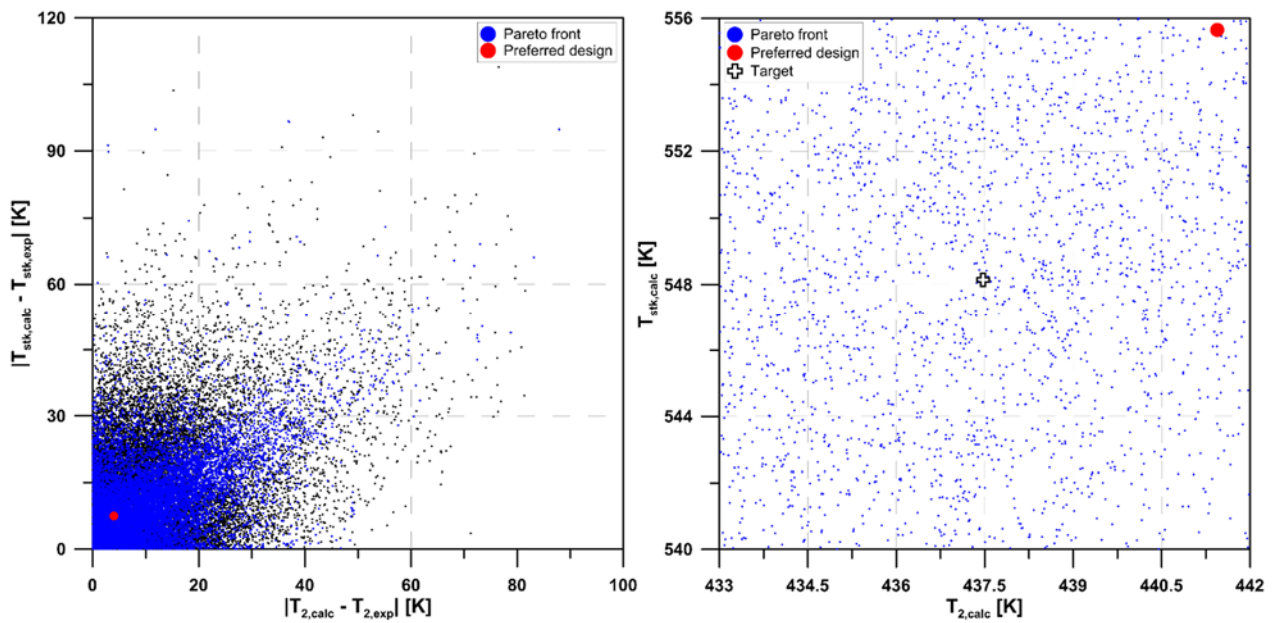 120
90
60
30
0
|T_stk,calc - T_stk,exp| [K]
Pareto front
Preferred design
0 20 40 60 80 100
|T_2,calc - T_2,exp| [K]
556
552
548
544
540
T_stk,calc [K]
Pareto front
Preferred design
Target
433 434.5 436 437.5 439 440.5 442
T_2,calc [K]